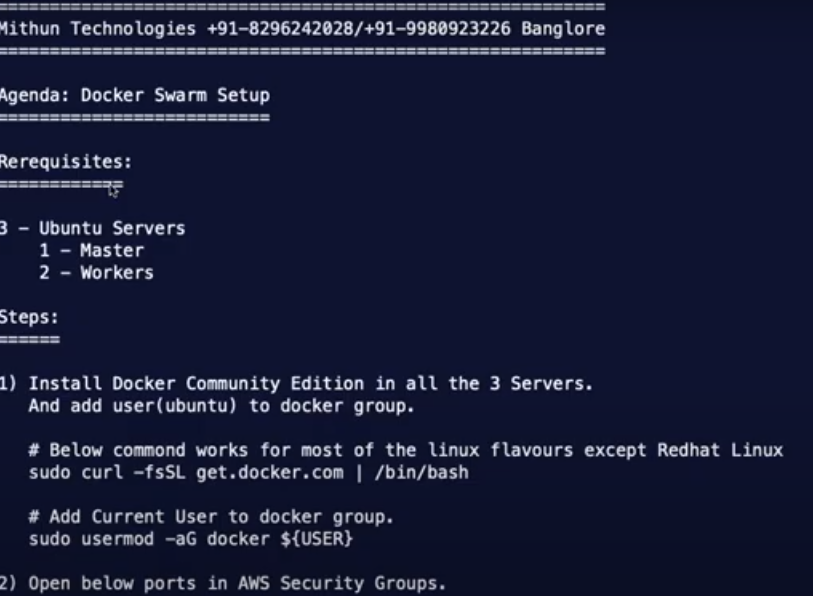 ============================================================
Mithun Technologies +91-8296242028/+91-9980923226 Banglore
============================================================
Agenda: Docker Swarm Setup
===========================
Rerequisites:
============
3 - Ubuntu Servers
1 - Master
2 - Workers
Steps:
======
1) Install Docker Community Edition in all the 3 Servers.
And add user(ubuntu) to docker group.
# Below commond works for most of the linux flavours except Redhat Linux
sudo curl -fsSL get.docker.com | /bin/bash
# Add Current User to docker group.
sudo usermod -aG docker ${USER}
2) Open below ports in AWS Security Groups.